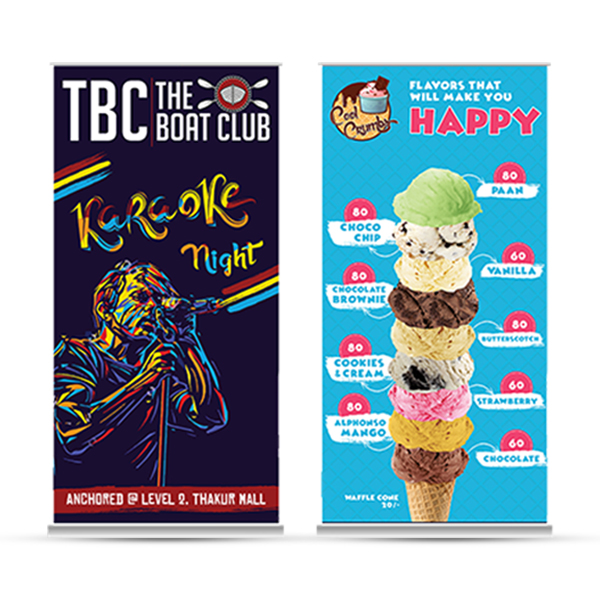 TBC THE
BOAT CLUB
KaRaoKe
Night
ANCHORED @ LEVEL 2, THAKUR MALL
Cool
Crumby
FLAVORS THAT
WILL MAKE YOU
HAPPY
80
PAAN
80
CHOCO
CHIP
60
VANILLA
80
CHOCOLATE
BROWNIE
80
BUTTERSCOTCH
80
COOKIES
& CREAM
60
STRAWBERRY
80
ALPHONSO
MANGO
60
CHOCOLATE
WAFFLE CONE
20/-